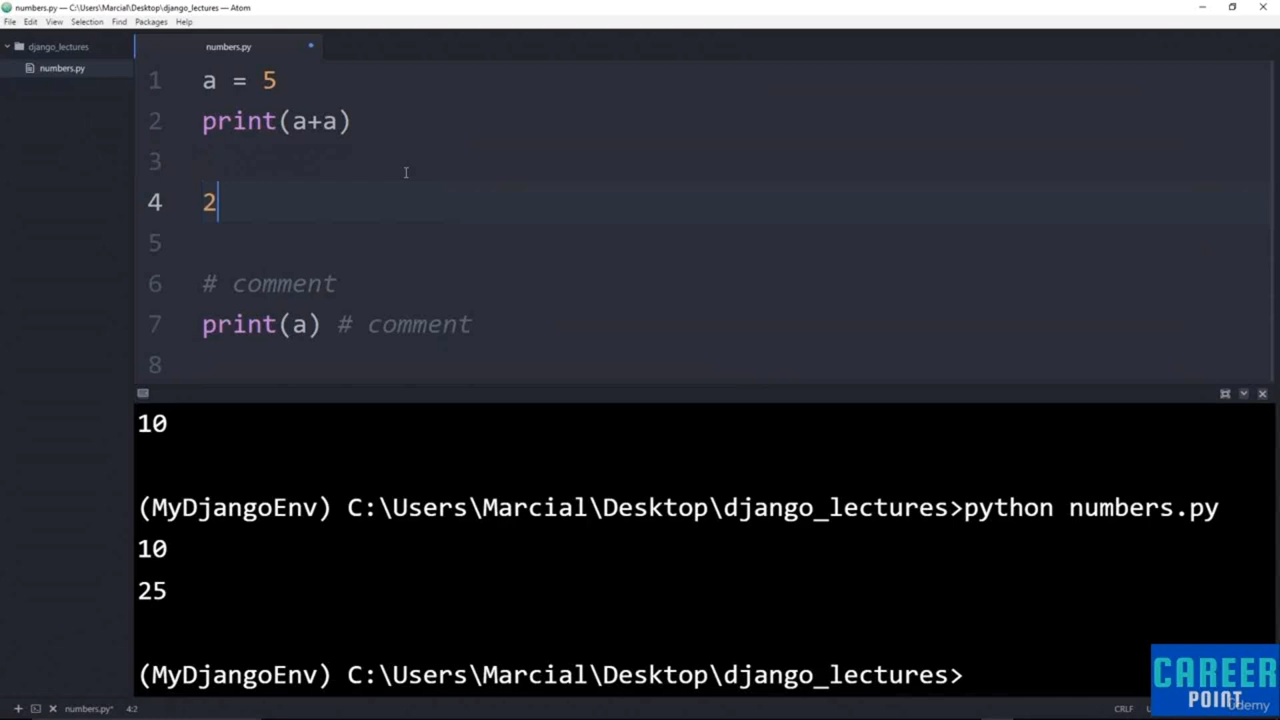 numbers.py — C:\Users\Marcial\Desktop\django_lectures — Atom
File Edit View Selection Find Packages Help
django_lectures
numbers.py
numbers.py
1 a = 5
2 print(a+a)
3
4 2
5
6 # comment
7 print(a) # comment
8
10
(MyDjangoEnv) C:\Users\Marcial\Desktop\django_lectures>python numbers.py
10
25
(MyDjangoEnv) C:\Users\Marcial\Desktop\django_lectures>
CAREER
POINT
numbers.py* 4:2 CRLF
Udemy